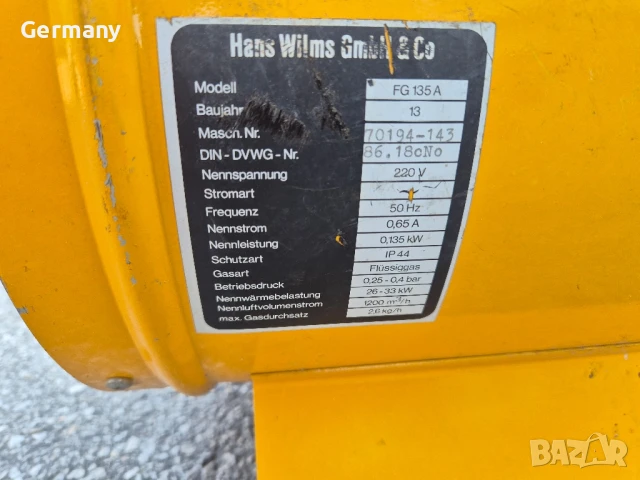 Germany
Hans Wilms GmbH & Co
Modell FG 135 A
Baujahr 13
Masch. Nr. 70194-143
DIN - DVWG - Nr. 86.18cNo
Nennspannung 220 V
Stromart
Frequenz 50 Hz
Nennstrom 0,65 A
Nennleistung 0,135 kW
Schutzart IP 44
Gasart Flüssiggas
Betriebsdruck 0,25 - 0,4 bar
Nennwärmebelastung 26 - 33 kW
Nennluftvolumenstrom 1200 m³/h
max. Gasdurchsatz 2,6 kg/h
BAZAR